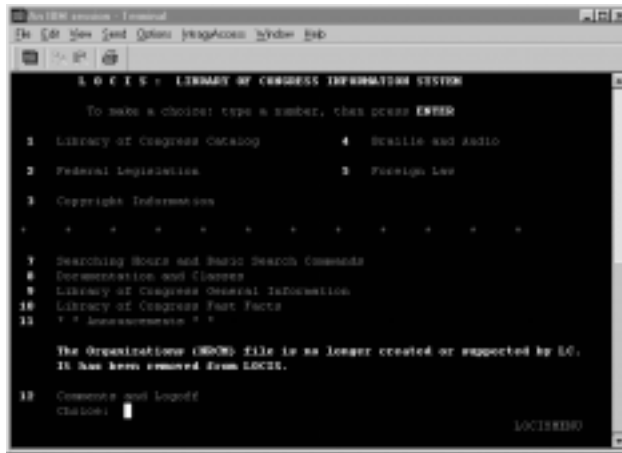 An IBM session - Terminal
File Edit View Send Options Window Help
L O C I S : LIBRARY OF CONGRESS INFORMATION SYSTEM
To make a choice: type a number, then press ENTER
1 Library of Congress Catalog 4 Braille and Audio
2 Federal Legislation 5 Foreign Law
3 Copyright Information
* * * * * * * * * * * *
7 Searching Hours and Basic Search Commands
8 Documentation and Classes
9 Library of Congress General Information
10 Library of Congress Fast Facts
11 * * Announcements * *
The Organizations (NRCM) file is no longer created or supported by LC.
It has been removed from LOCIS.
12 Comments and Logoff
Choice:
LOCISMENU